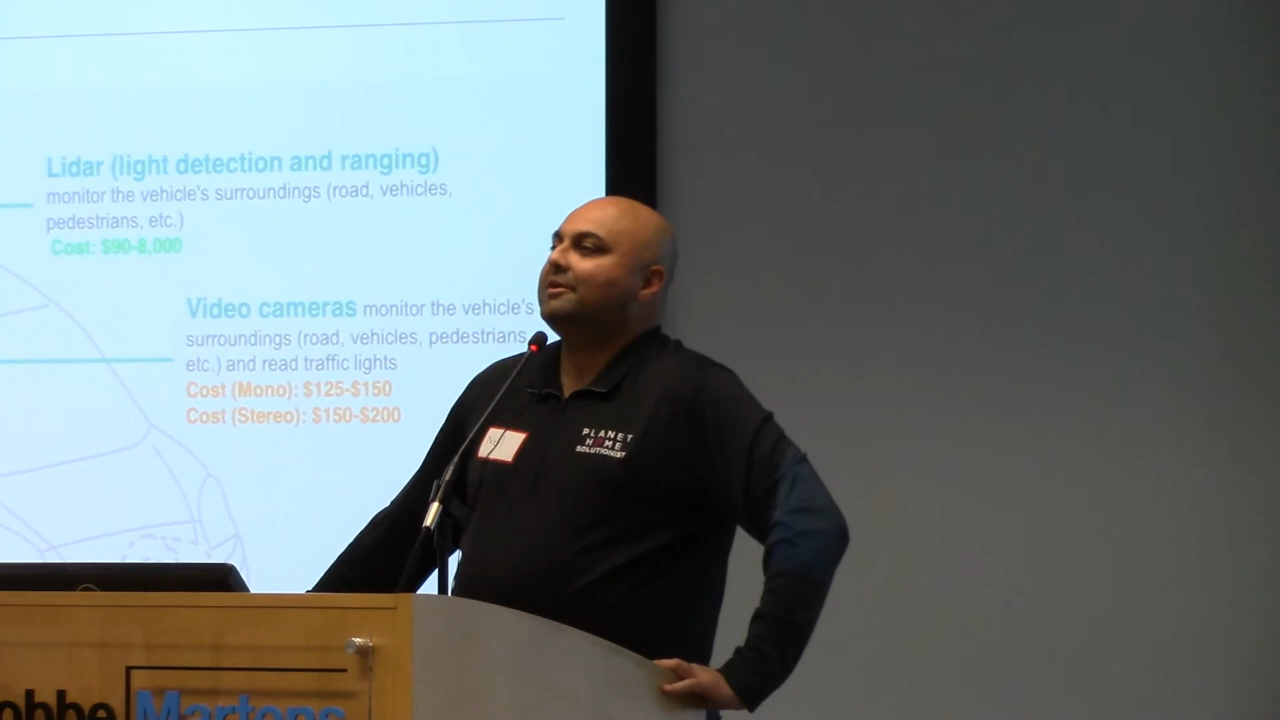 Lidar (light detection and ranging)
monitor the vehicle's surroundings (road, vehicles,
pedestrians, etc.)
Cost: $90-8,000
Video cameras monitor the vehicle's
surroundings (road, vehicles, pedestrians
etc.) and read traffic lights
Cost (Mono): $125-$150
Cost (Stereo): $150-$200
PLANET
HOME
SOLUTIONIST
obbe Martens